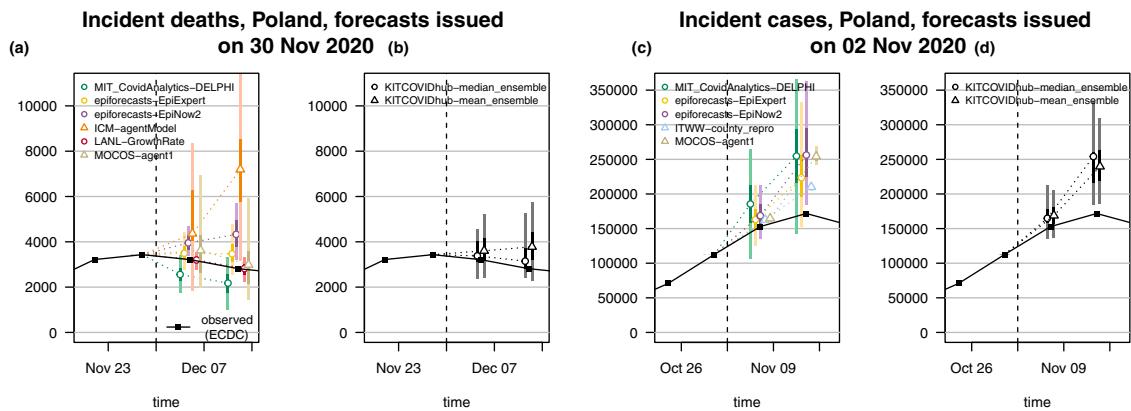 Incident deaths, Poland, forecasts issued
on 30 Nov 2020
(a)
(b)
MIT_CovidAnalytics-DELPHI
epiforecasts-EpiExpert
epiforecasts-EpiNow2
ICM-agentModel
LANL-GrowthRate
MOCOS-agent1
10000
8000
6000
4000
2000
0
observed
(ECDC)
Nov 23
Dec 07
time
KITCOVIDhub-median_ensemble
KITCOVIDhub-mean_ensemble
10000
8000
6000
4000
2000
0
Nov 23
Dec 07
time
Incident cases, Poland, forecasts issued
on 02 Nov 2020
(c)
(d)
MIT_CovidAnalytics-DELPHI
epiforecasts-EpiExpert
epiforecasts-EpiNow2
ITWW-county_repro
MOCOS-agent1
350000
300000
250000
200000
150000
100000
50000
0
Oct 26
Nov 09
time
KITCOVIDhub-median_ensemble
KITCOVIDhub-mean_ensemble
350000
300000
250000
200000
150000
100000
50000
0
Oct 26
Nov 09
time